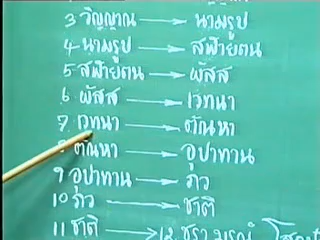 3 วิญญาณ → นามรูป
4 นามรูป → สฬายตน
5 สฬายตน → ผัสส
6 ผัสส → เวทนา
7 เวทนา → ตัณหา
8 ตัณหา → อุปาทาน
9 อุปาทาน → ภว
10 ภว → ชาติ
11 ชาติ → 12 ชรา มรณํ